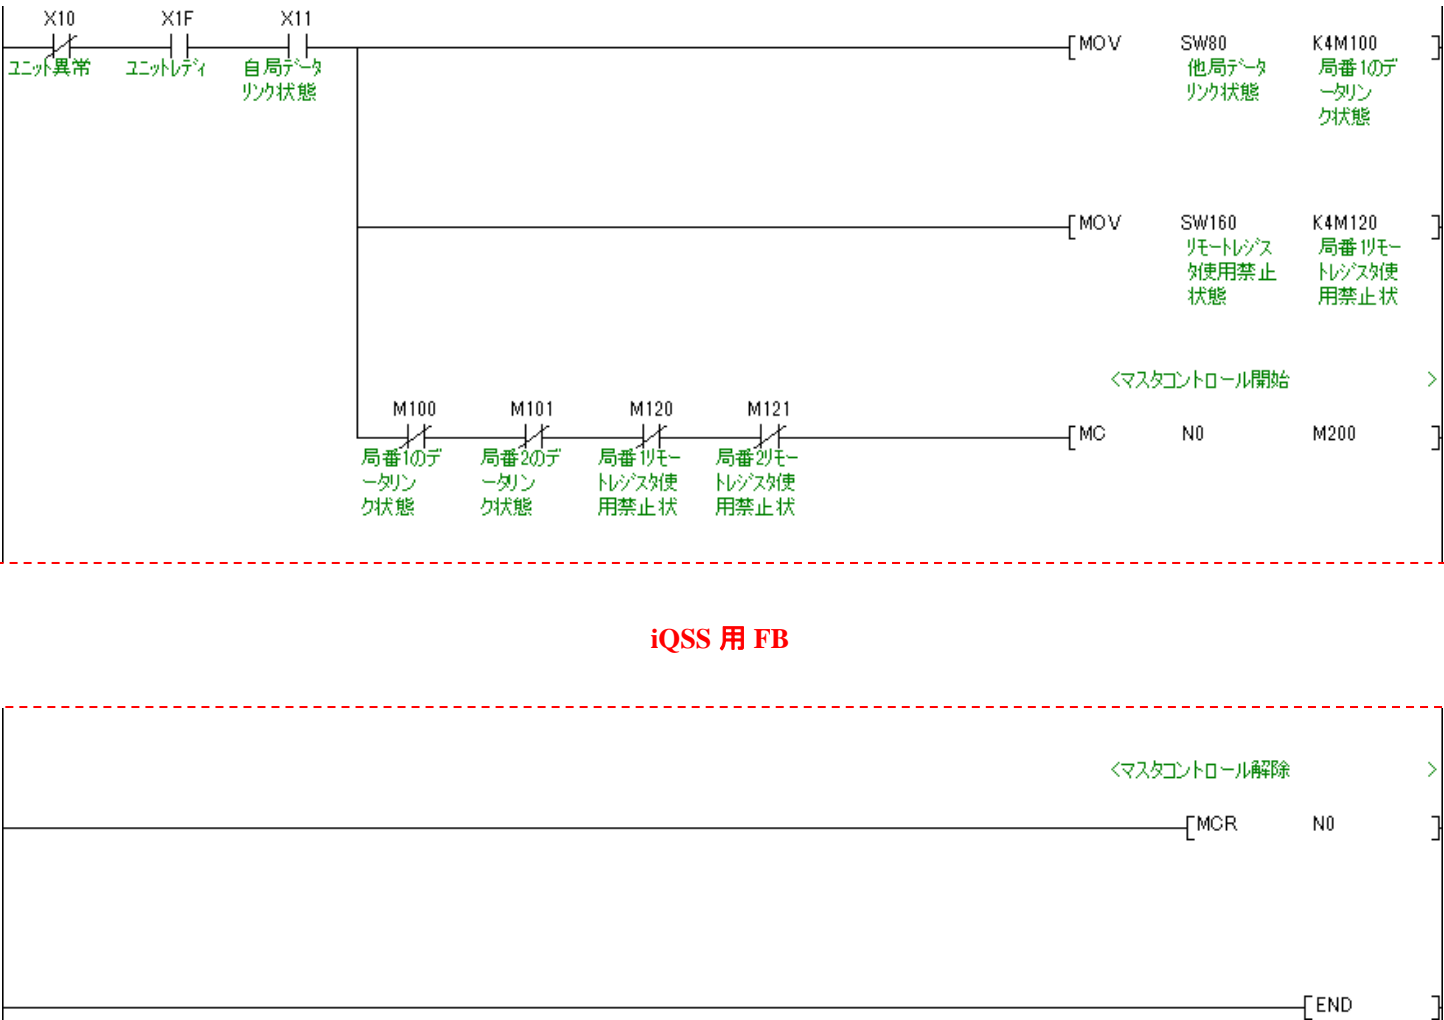 X10 X1F X11
[MOV SW80 K4M100 ]
ﾕﾆｯﾄ異常 ﾕﾆｯﾄﾚﾃﾞｨ 自局ﾃﾞｰﾀ 他局ﾃﾞｰﾀ 局番1のﾃﾞ
ﾘﾝｸ状態 ﾘﾝｸ状態 ｰﾀﾘﾝ
ｸ状態
[MOV SW160 K4M120 ]
ﾘﾓｰﾄﾚｼﾞｽ 局番1ﾘﾓｰ
ﾀ使用禁止 ﾄﾚｼﾞｽﾀ使
状態 用禁止状
<ﾏｽﾀｺﾝﾄﾛｰﾙ開始 >
M100 M101 M120 M121
[MC N0 M200 ]
局番1のﾃﾞ 局番2のﾃﾞ 局番1ﾘﾓｰ 局番2ﾘﾓｰ
ｰﾀﾘﾝ ｰﾀﾘﾝ ﾄﾚｼﾞｽﾀ使 ﾄﾚｼﾞｽﾀ使
ｸ状態 ｸ状態 用禁止状 用禁止状
iQSS 用 FB
<ﾏｽﾀｺﾝﾄﾛｰﾙ解除 >
[MCR N0 ]
[END ]